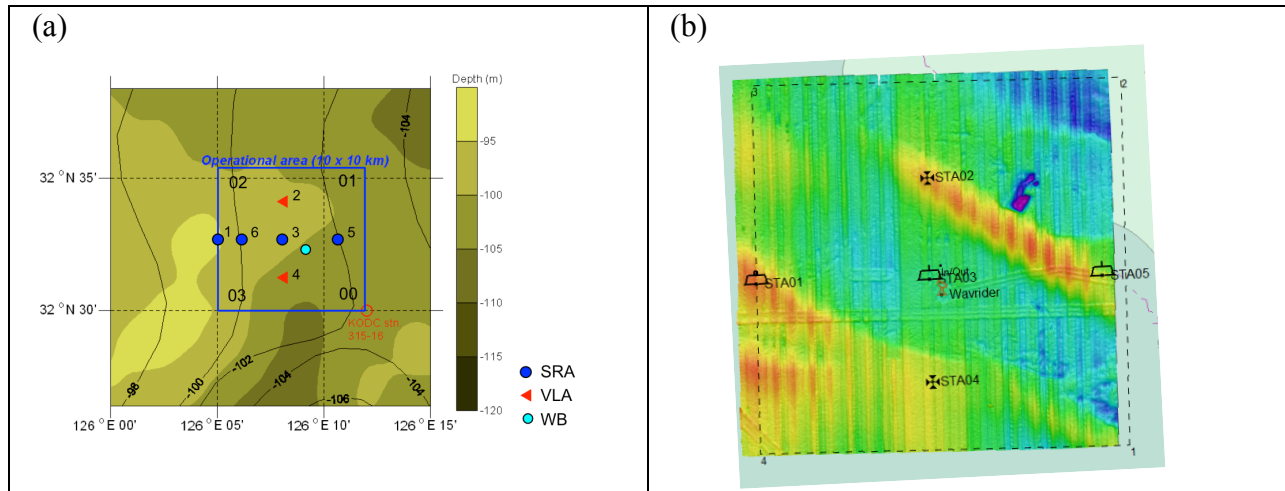 (a)
Depth (m)
-95
-100
-105
-110
-115
-120
-104
Operational area (10 x 10 km)
32 ° N 35'
02
01
2
1
6
3
5
4
03
00
32 ° N 30'
KODC stn.
315-16
-98
-100
-102
-104
-104
-106
126 ° E 00'
126 ° E 05'
126 ° E 10'
126 ° E 15'
SRA
VLA
WB
(b)
3
2
STA02
STA01
In/Out
STA03
STA05
Wavrider
STA04
4
1